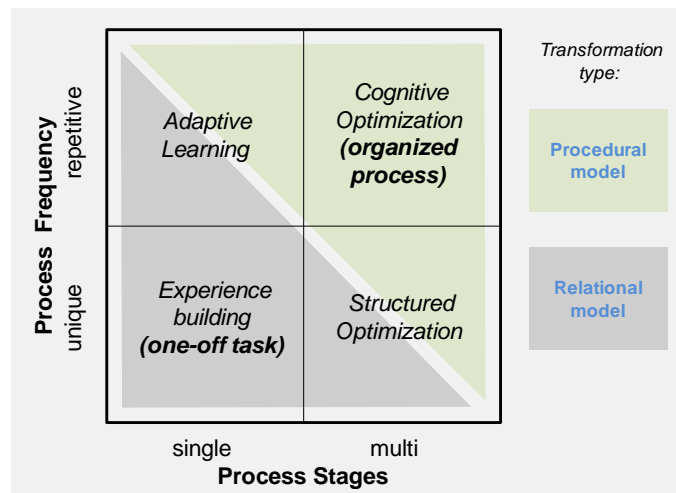 Transformation
type:
Process Frequency
repetitive
unique
Adaptive
Learning
Cognitive
Optimization
(organized
process)
Procedural
model
Experience
building
(one-off task)
Structured
Optimization
Relational
model
single
multi
Process Stages